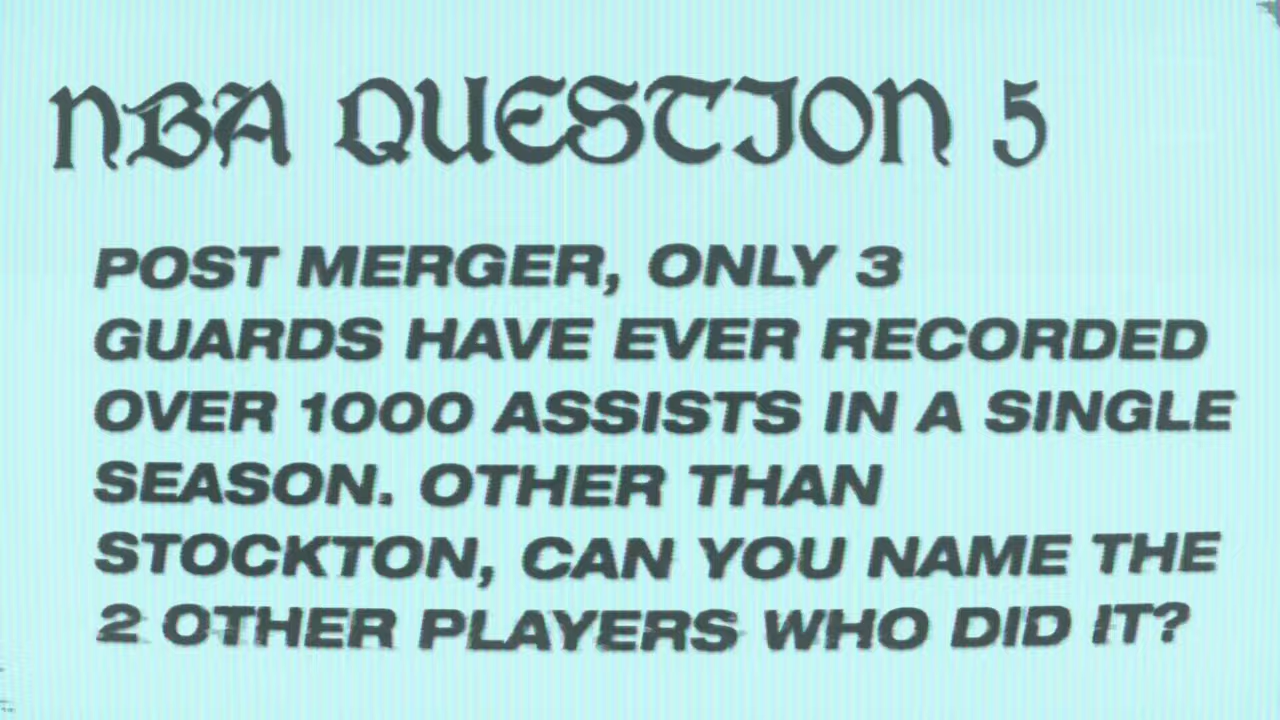 NBA QUESTION 5
POST MERGER, ONLY 3
GUARDS HAVE EVER RECORDED
OVER 1000 ASSISTS IN A SINGLE
SEASON. OTHER THAN
STOCKTON, CAN YOU NAME THE
2 OTHER PLAYERS WHO DID IT?